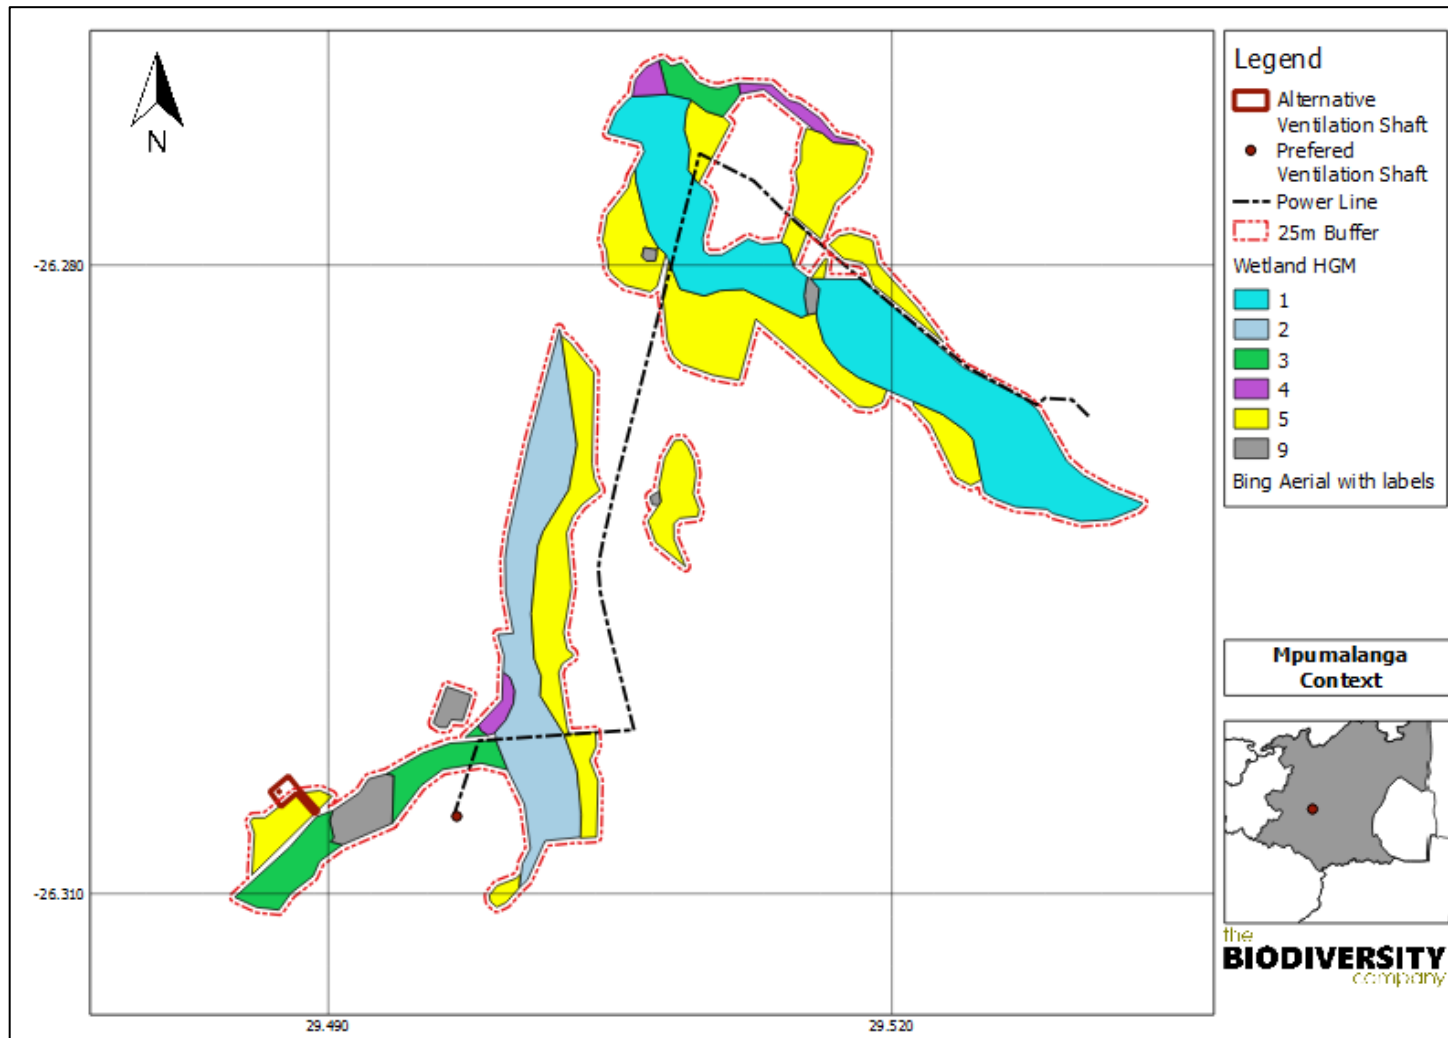 N
-26.280
-26.310
29.490
29.520
Legend
Alternative
Ventilation Shaft
Prefered
Ventilation Shaft
Power Line
25m Buffer
Wetland HGM
1
2
3
4
5
9
Bing Aerial with labels
Mpumalanga
Context
the
BIODIVERSITY
company